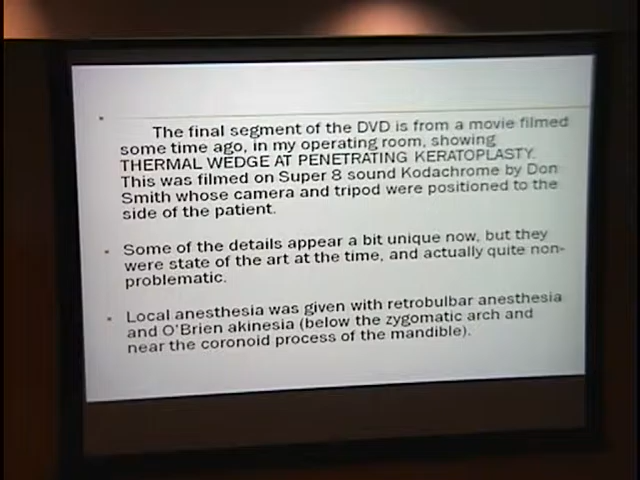 The final segment of the DVD is from a movie filmed
some time ago, in my operating room, showing
THERMAL WEDGE AT PENETRATING KERATOPLASTY.
This was filmed on Super 8 sound Kodachrome by Don
Smith whose camera and tripod were positioned to the
side of the patient.
Some of the details appear a bit unique now, but they
were state of the art at the time, and actually quite non-
problematic.
Local anesthesia was given with retrobulbar anesthesia
and O'Brien akinesia (below the zygomatic arch and
near the coronoid process of the mandible).